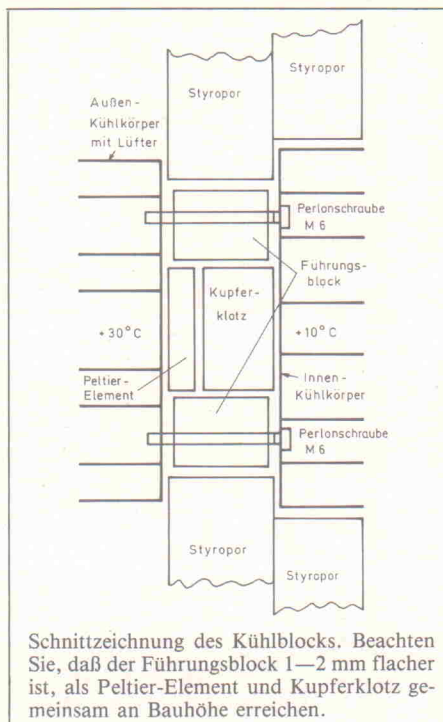 Styropor
Styropor
Außen-
Kühlkörper
mit Lüfter
Perlonschraube
M 6
Führungs-
block
Kupfer-
klotz
+30°C
+10°C
Peltier-
Element
Innen-
Kühlkörper
Perlonschraube
M 6
Styropor
Styropor
Schnittzeichnung des Kühlblocks. Beachten
Sie, daß der Führungsblock 1—2 mm flacher
ist, als Peltier-Element und Kupferklotz ge-
meinsam an Bauhöhe erreichen.